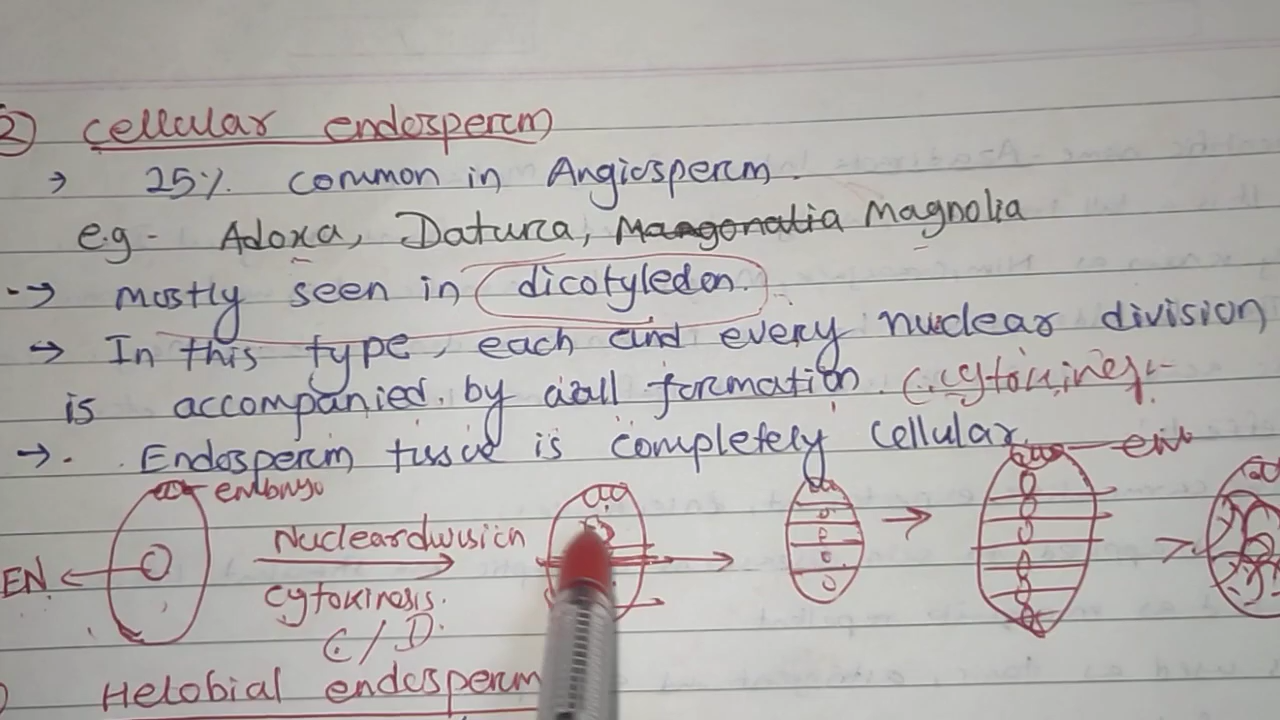 2) cellular endosperm
→ 25% common in Angiosperm.
e.g - Adoxa, Datura, Magnolia
→ mostly seen in dicotyledon.
→ In this type, each and every nuclear division
is accompanied by wall formation (cytokines
→ Endosperm tissue is completely cellular
embryo
em
Nuclear division
EN
cytokinesis.
C/D.
Helobial endosperm